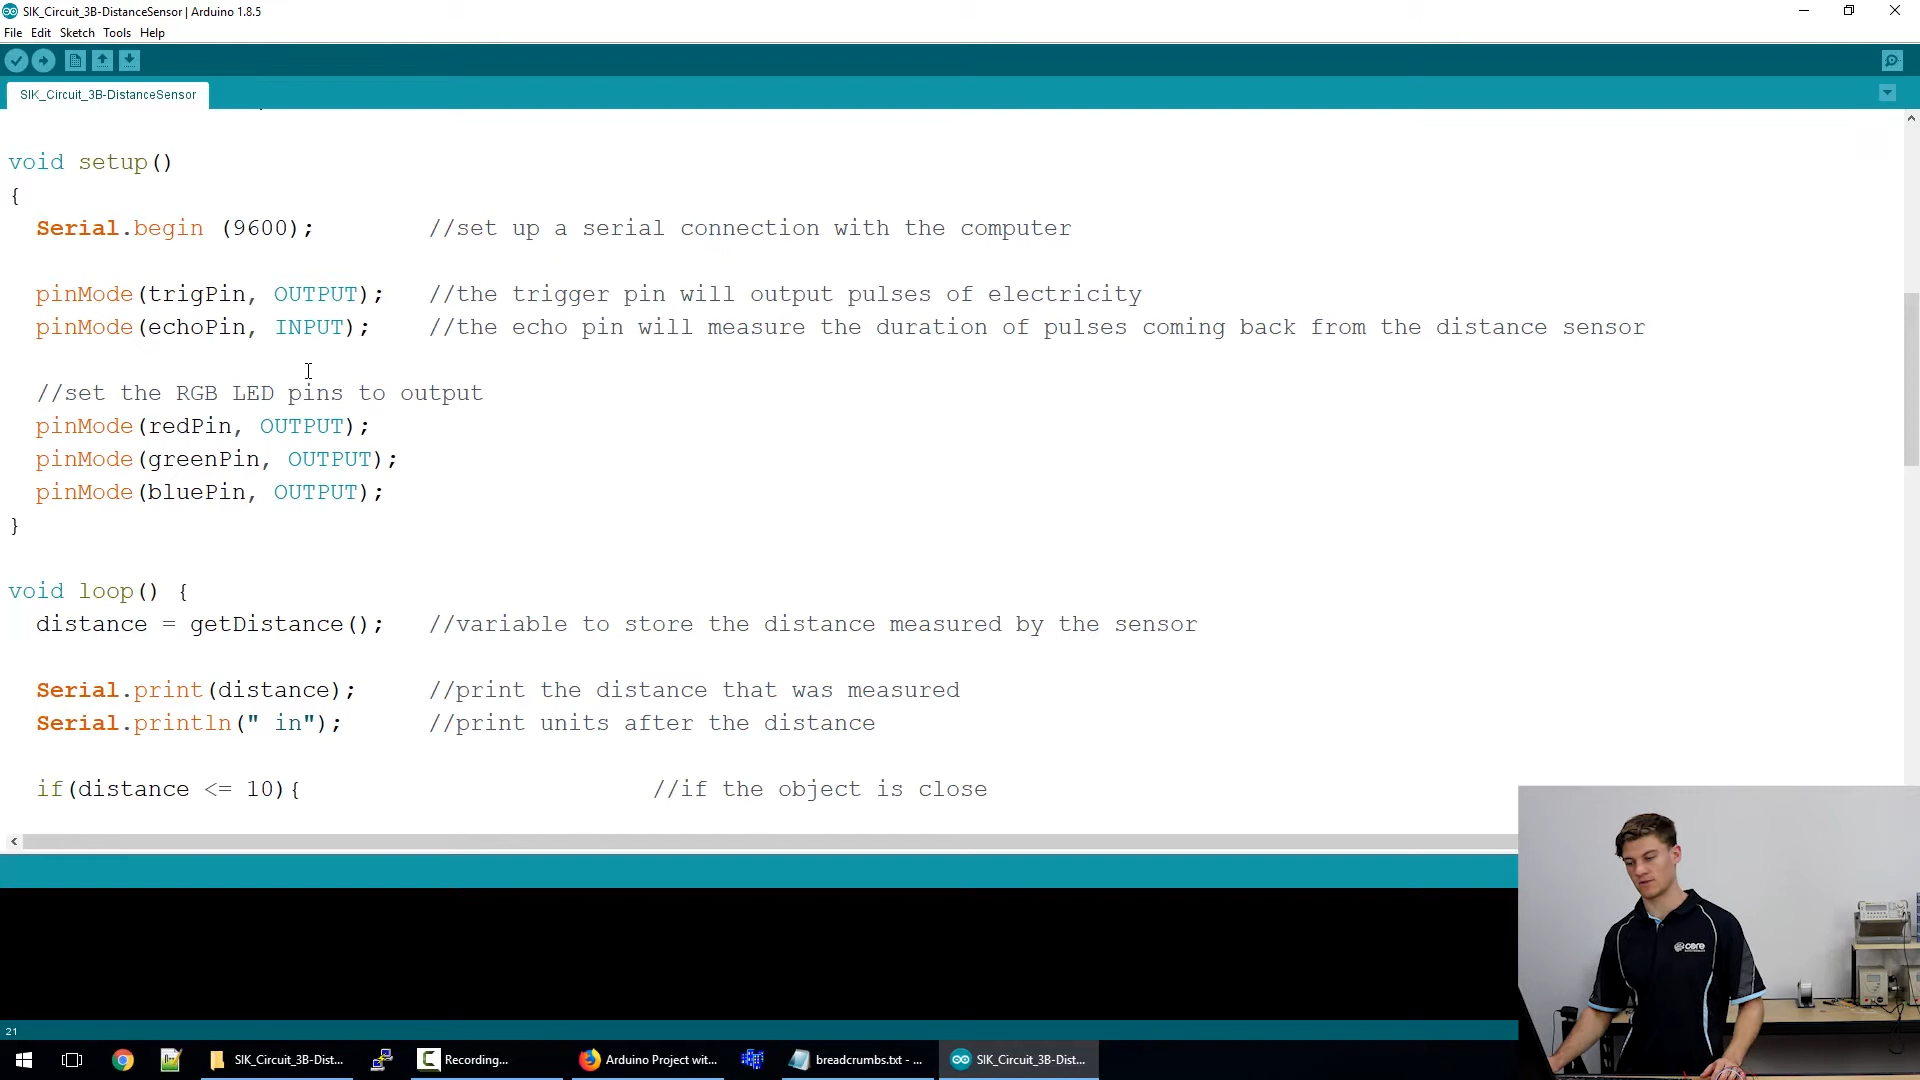 SIK_Circuit_3B-DistanceSensor | Arduino 1.8.5
File Edit Sketch Tools Help
SIK_Circuit_3B-DistanceSensor
void setup()
{
Serial.begin (9600); //set up a serial connection with the computer
pinMode(trigPin, OUTPUT); //the trigger pin will output pulses of electricity
pinMode(echoPin, INPUT); //the echo pin will measure the duration of pulses coming back from the distance sensor
//set the RGB LED pins to output
pinMode(redPin, OUTPUT);
pinMode(greenPin, OUTPUT);
pinMode(bluePin, OUTPUT);
}
void loop() {
distance = getDistance(); //variable to store the distance measured by the sensor
Serial.print(distance); //print the distance that was measured
Serial.println(" in"); //print units after the distance
if(distance <= 10){ //if the object is close
core
21
SIK_Circuit_3B-Dist... Recording... Arduino Project wit... breadcrumbs.txt - ... SIK_Circuit_3B-Dist...